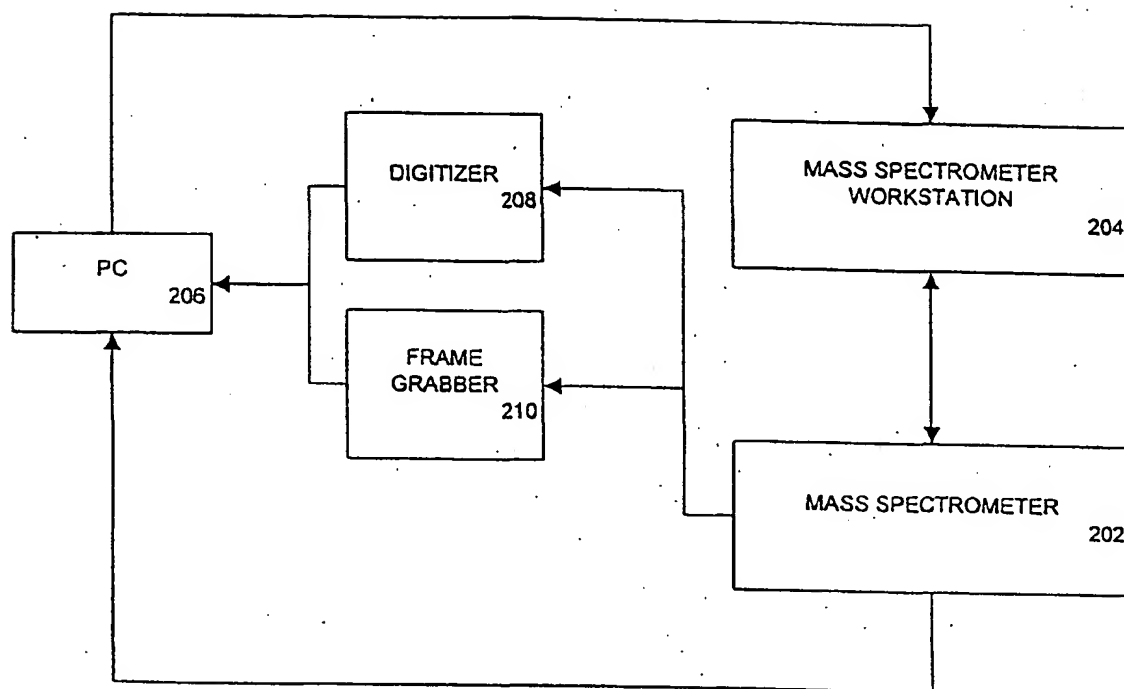 DIGITIZER
208
MASS SPECTROMETER
WORKSTATION
204
PC
206
FRAME
GRABBER
210
MASS SPECTROMETER
202